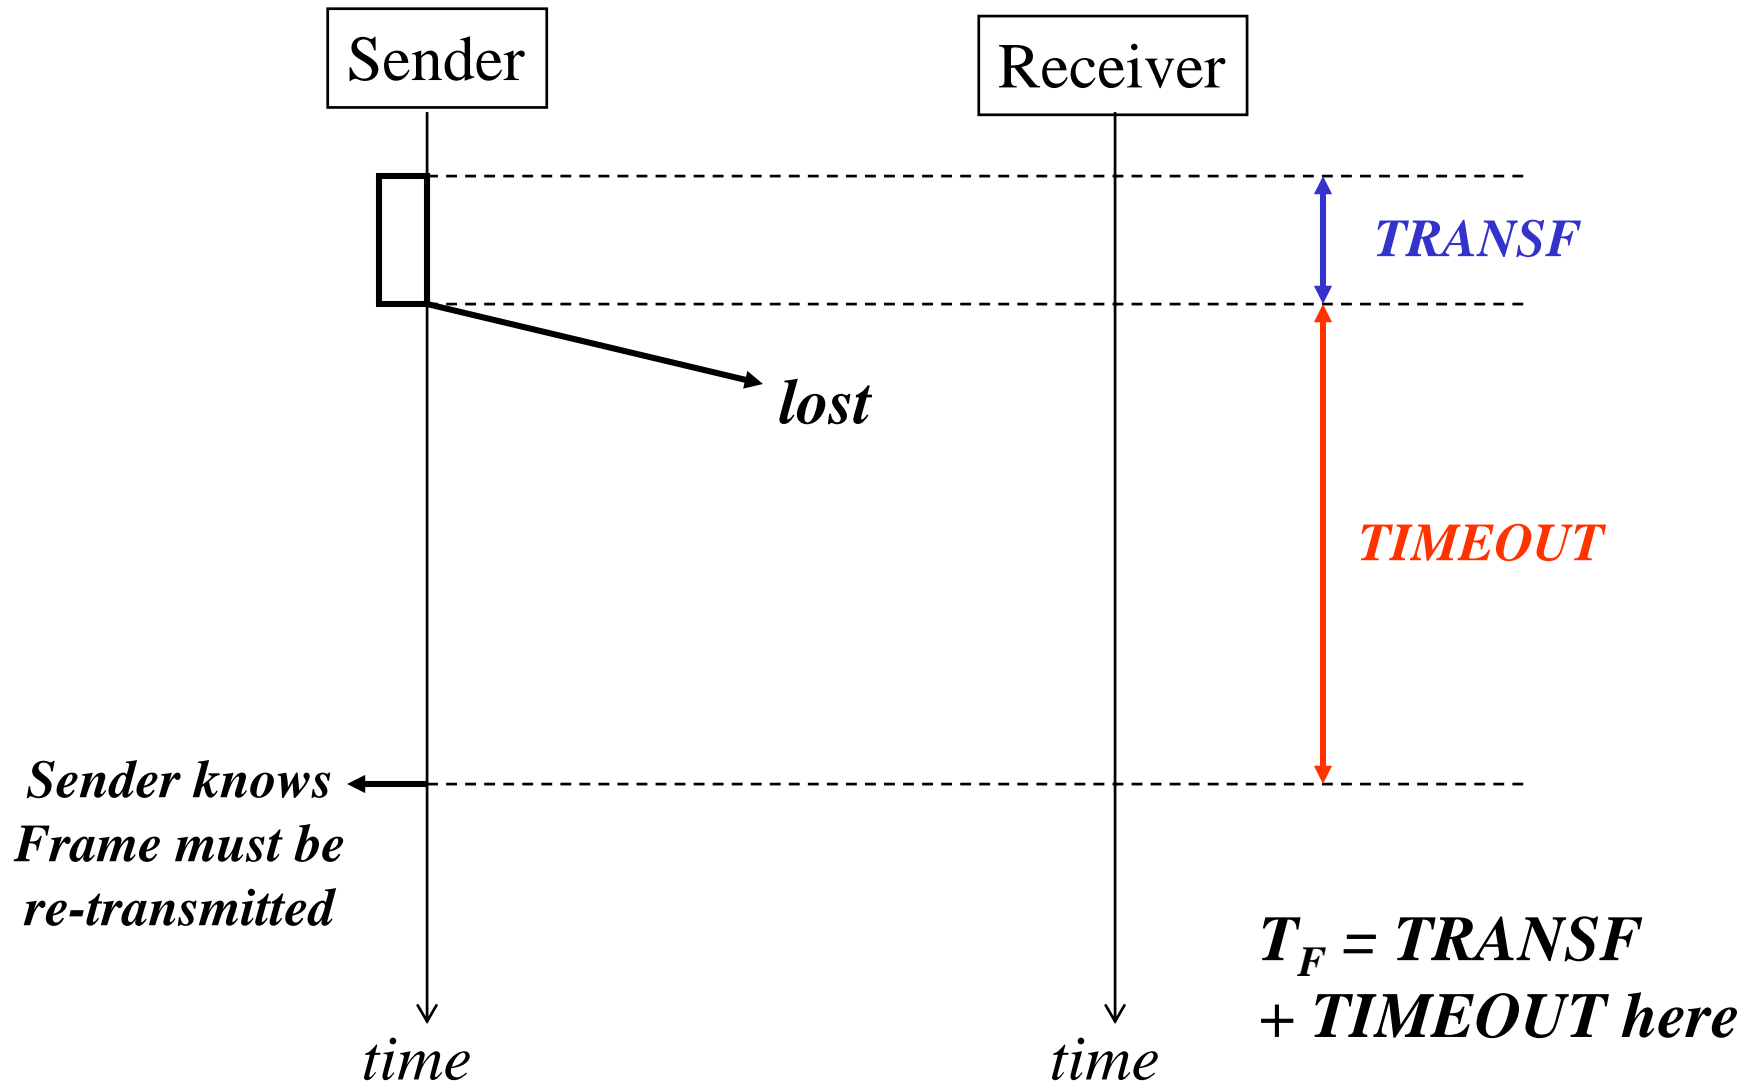 Sender
Receiver
TRANSF
lost
TIMEOUT
Sender knows
Frame must be
re-transmitted
T_F = TRANSF
+ TIMEOUT here
time
time